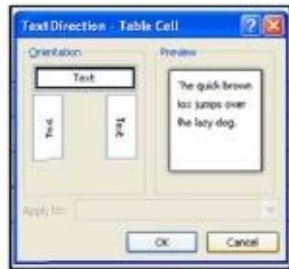 Text Direction - Table Cell
Orientation
Preview
Text
Text
Text
The quick brown
fox jumps over
the lazy dog.
Apply to:
OK
Cancel